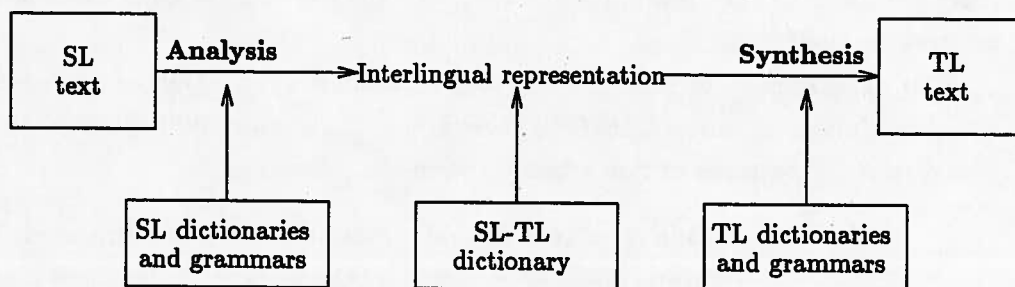 SL
text
Analysis
Interlingual representation
Synthesis
TL
text
SL dictionaries
and grammars
SL-TL
dictionary
TL dictionaries
and grammars